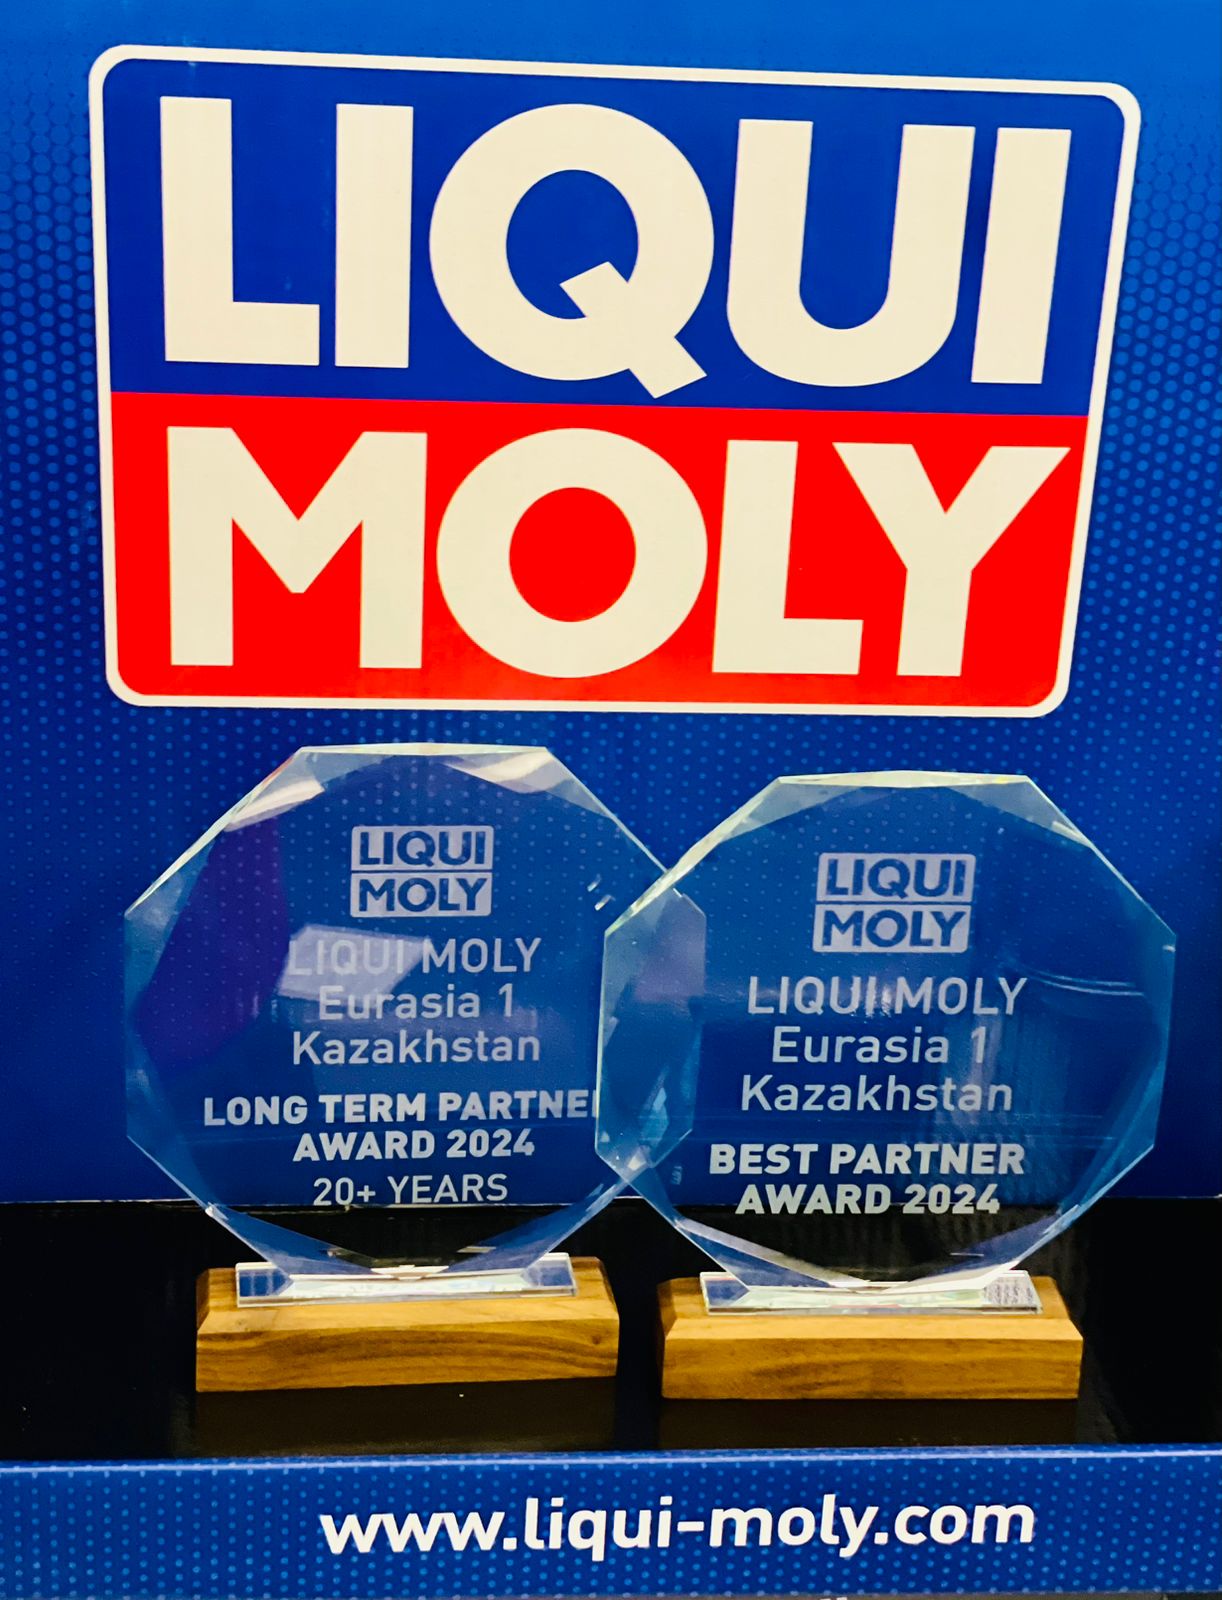 LIQUI
MOLY
LIQUI
MOLY
LIQUI MOLY
Eurasia 1
Kazakhstan
LONG TERM PARTNE
AWARD 2024
20+ YEARS
LIQUI
MOLY
LIQUI MOLY
Eurasia 1
Kazakhstan
BEST PARTNER
AWARD 2024
www.liqui-moly.com